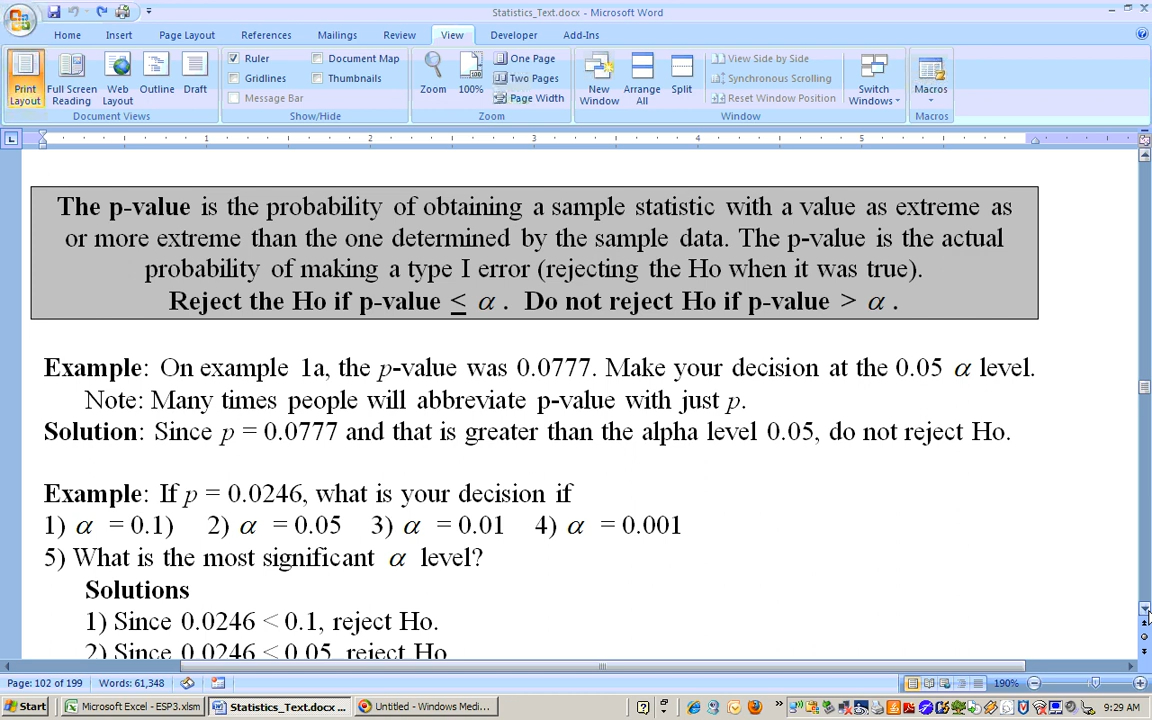 Statistics_Text.docx - Microsoft Word
Home Insert Page Layout References Mailings Review View Developer Add-Ins
Print Layout
Full Screen Reading
Web Layout
Outline
Draft
Document Views
Ruler
Gridlines
Message Bar
Document Map
Thumbnails
Show/Hide
Zoom
100%
One Page
Two Pages
Page Width
Zoom
New Window
Arrange All
Split
View Side by Side
Synchronous Scrolling
Reset Window Position
Switch Windows
Window
Macros
Macros
1 2 3 4 5
The p-value is the probability of obtaining a sample statistic with a value as extreme as
or more extreme than the one determined by the sample data. The p-value is the actual
probability of making a type I error (rejecting the Ho when it was true).
Reject the Ho if p-value ≤ α . Do not reject Ho if p-value > α .
Example: On example 1a, the p-value was 0.0777. Make your decision at the 0.05 α level.
Note: Many times people will abbreviate p-value with just p.
Solution: Since p = 0.0777 and that is greater than the alpha level 0.05, do not reject Ho.
Example: If p = 0.0246, what is your decision if
1) α = 0.1) 2) α = 0.05 3) α = 0.01 4) α = 0.001
5) What is the most significant α level?
Solutions
1) Since 0.0246 < 0.1, reject Ho.
2) Since 0.0246 < 0.05, reject Ho
Page: 102 of 199 Words: 61,348 190%
Start Microsoft Excel - ESP3.xlsm Statistics_Text.docx ... Untitled - Windows Medi... 9:29 AM